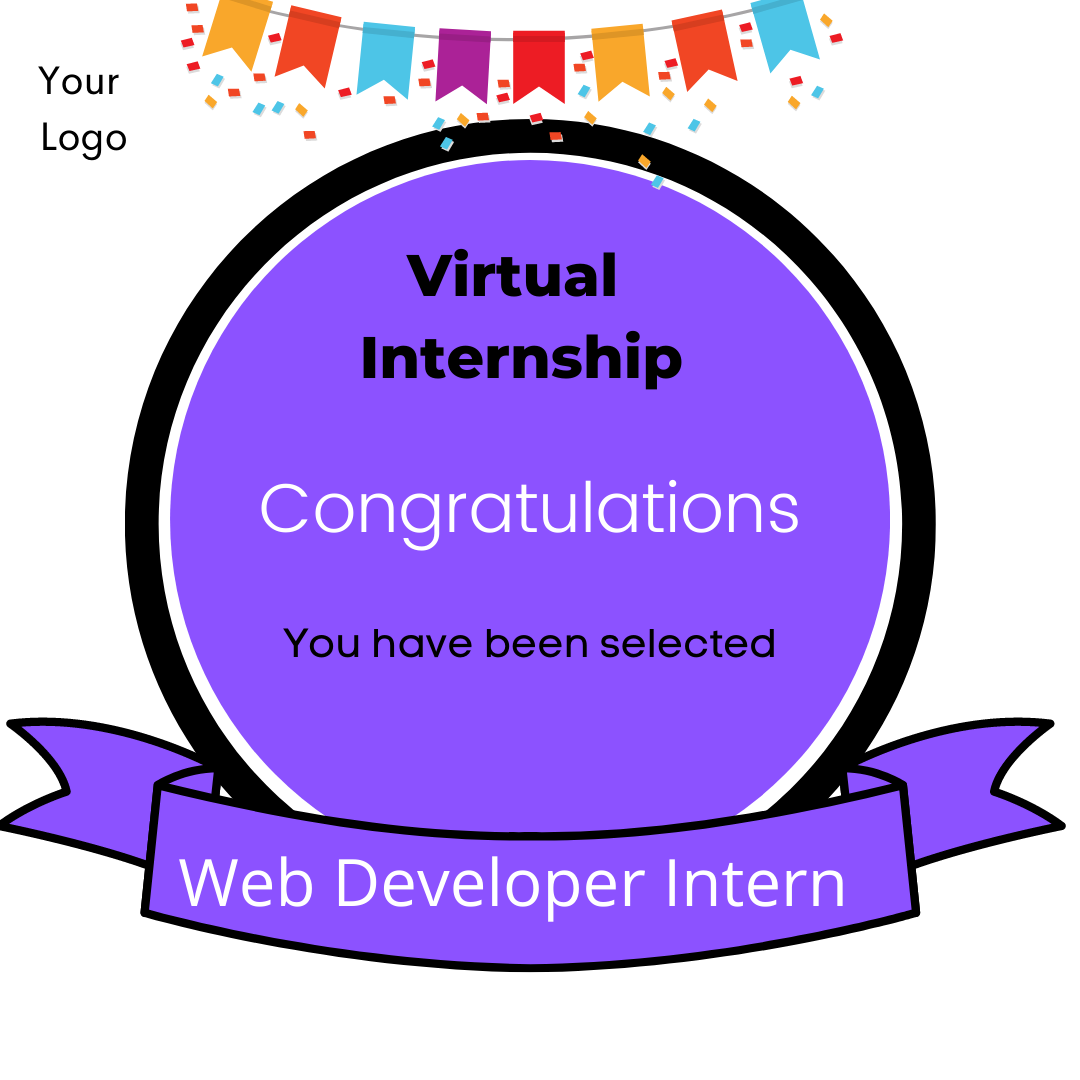 Your
Logo
Virtual
Internship
Congratulations
You have been selected
Web Developer Intern